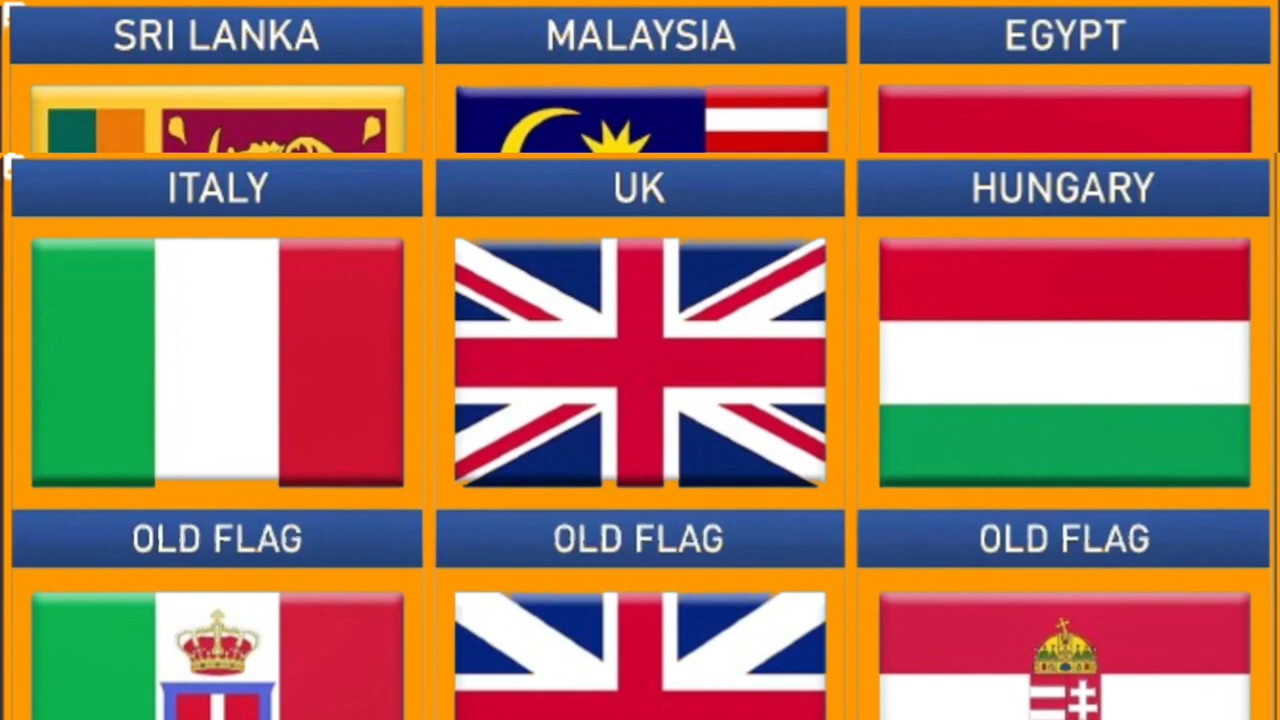 SRI LANKA
MALAYSIA
EGYPT
ITALY
UK
HUNGARY
OLD FLAG
OLD FLAG
OLD FLAG